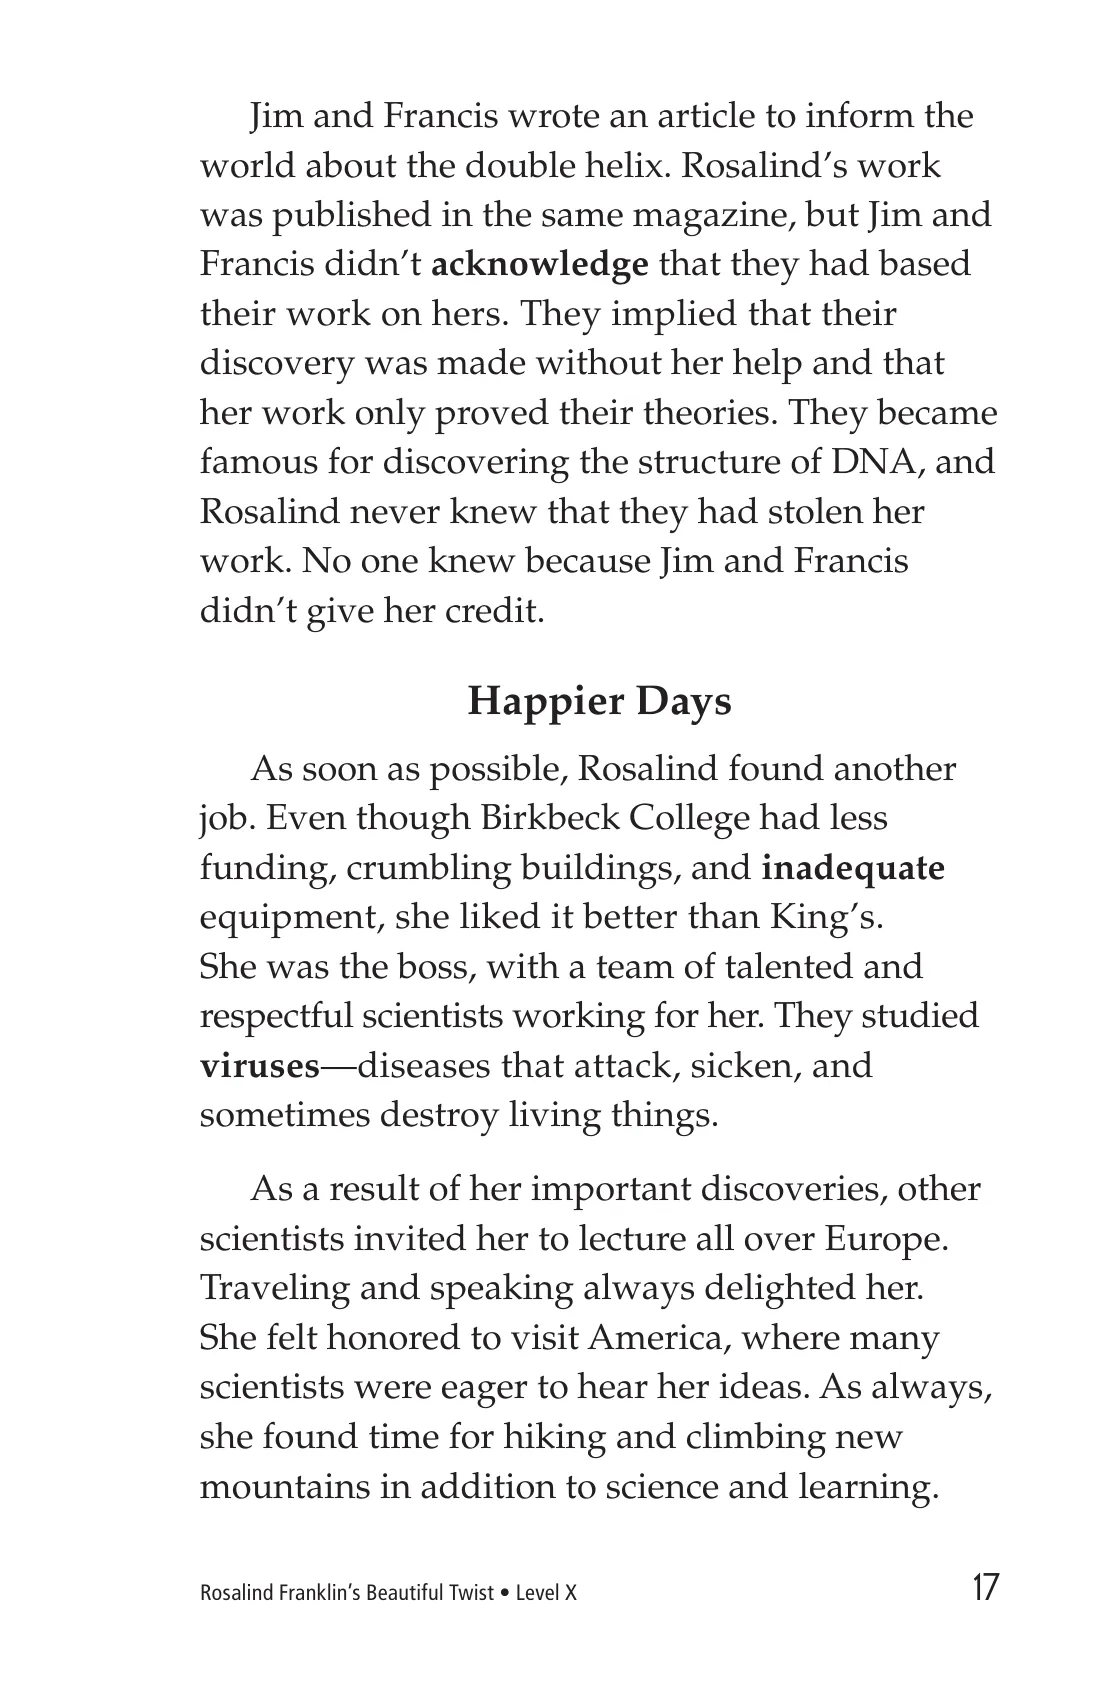 Jim and Francis wrote an article to inform the
world about the double helix. Rosalind’s work
was published in the same magazine, but Jim and
Francis didn’t acknowledge that they had based
their work on hers. They implied that their
discovery was made without her help and that
her work only proved their theories. They became
famous for discovering the structure of DNA, and
Rosalind never knew that they had stolen her
work. No one knew because Jim and Francis
didn’t give her credit.
Happier Days
As soon as possible, Rosalind found another
job. Even though Birkbeck College had less
funding, crumbling buildings, and inadequate
equipment, she liked it better than King’s.
She was the boss, with a team of talented and
respectful scientists working for her. They studied
viruses—diseases that attack, sicken, and
sometimes destroy living things.
As a result of her important discoveries, other
scientists invited her to lecture all over Europe.
Traveling and speaking always delighted her.
She felt honored to visit America, where many
scientists were eager to hear her ideas. As always,
she found time for hiking and climbing new
mountains in addition to science and learning.
Rosalind Franklin’s Beautiful Twist • Level X
17